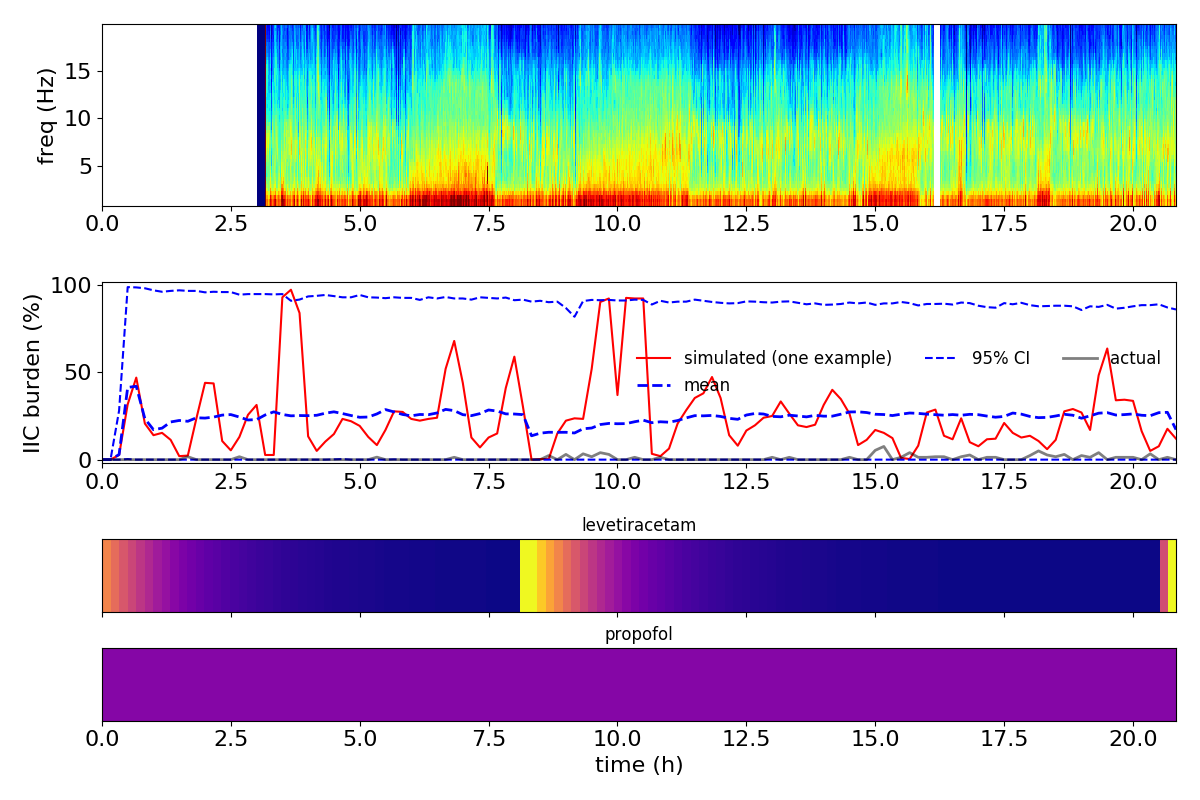 freq (Hz)
15
10
5
0.0 2.5 5.0 7.5 10.0 12.5 15.0 17.5 20.0
IIC burden (%)
100
50
0
simulated (one example) 95% CI actual
mean
0.0 2.5 5.0 7.5 10.0 12.5 15.0 17.5 20.0
levetiracetam
propofol
0.0 2.5 5.0 7.5 10.0 12.5 15.0 17.5 20.0
time (h)